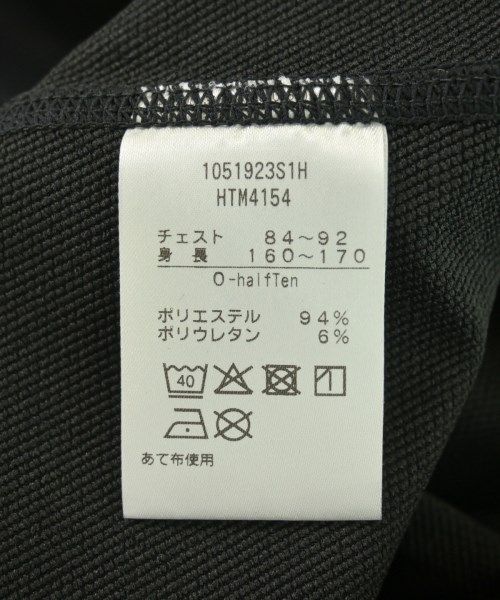 1051923S1H
HTM4154
チェスト 84～92
身長 160～170
O-halfTen
ポリエステル 94%
ポリウレタン 6%
40
あて布使用